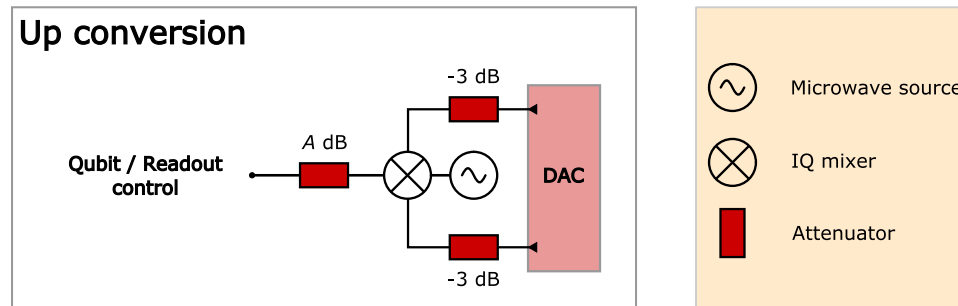 Up conversion
-3 dB
A dB
Qubit / Readout
control
DAC
-3 dB
Microwave source
IQ mixer
Attenuator